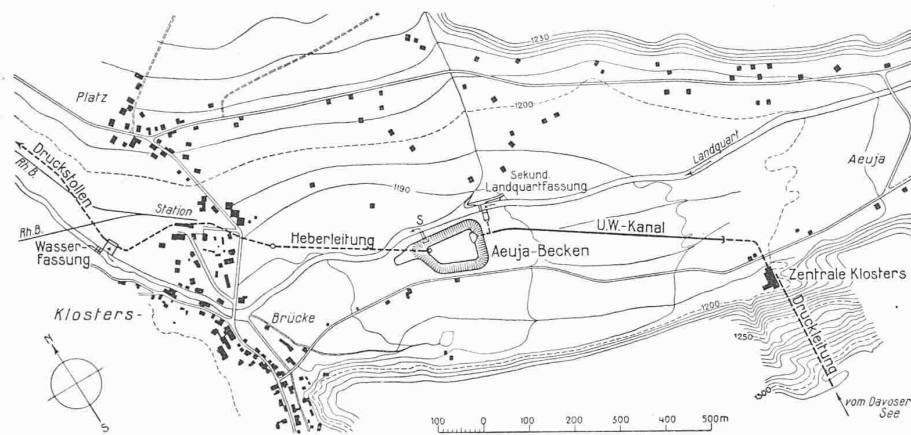 1230
Platz
1200
Druckstollen
Rh.B.
Landquart
Aeuja
Sekund.
Landquartfassung
1190
Station
S
U.W.-Kanal
Rh.B.
Heberleitung
Wasser-
fassung
Aeuja-Becken
Zentrale Klosters
Klosters-
Brücke
1200
Druckleitung
1250
N
S
1300
vom Davoser
See
100 0 100 200 300 400 500m